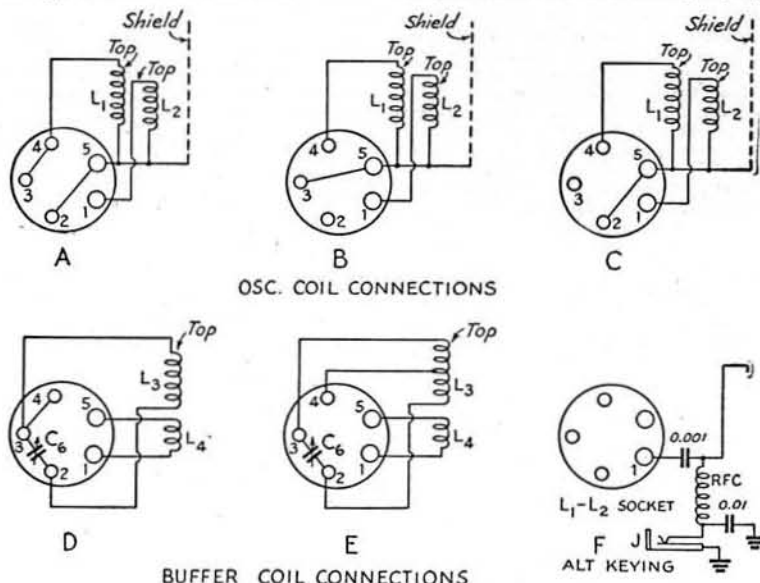 Shield Shield Shield
Top Top Top Top Top
L1 L2 L1 L2 L1 L2
4 5 3 2 1
4 5 3 2 1
4 5 3 2 1
A B C
OSC. COIL CONNECTIONS
Top Top
L3 L3
4 5 3 C6 2 1 L4
4 5 3 C6 2 1 L4
1 0.001
RFC
L1-L2 SOCKET 0.01
J
D E F
ALT KEYING
BUFFER COIL CONNECTIONS